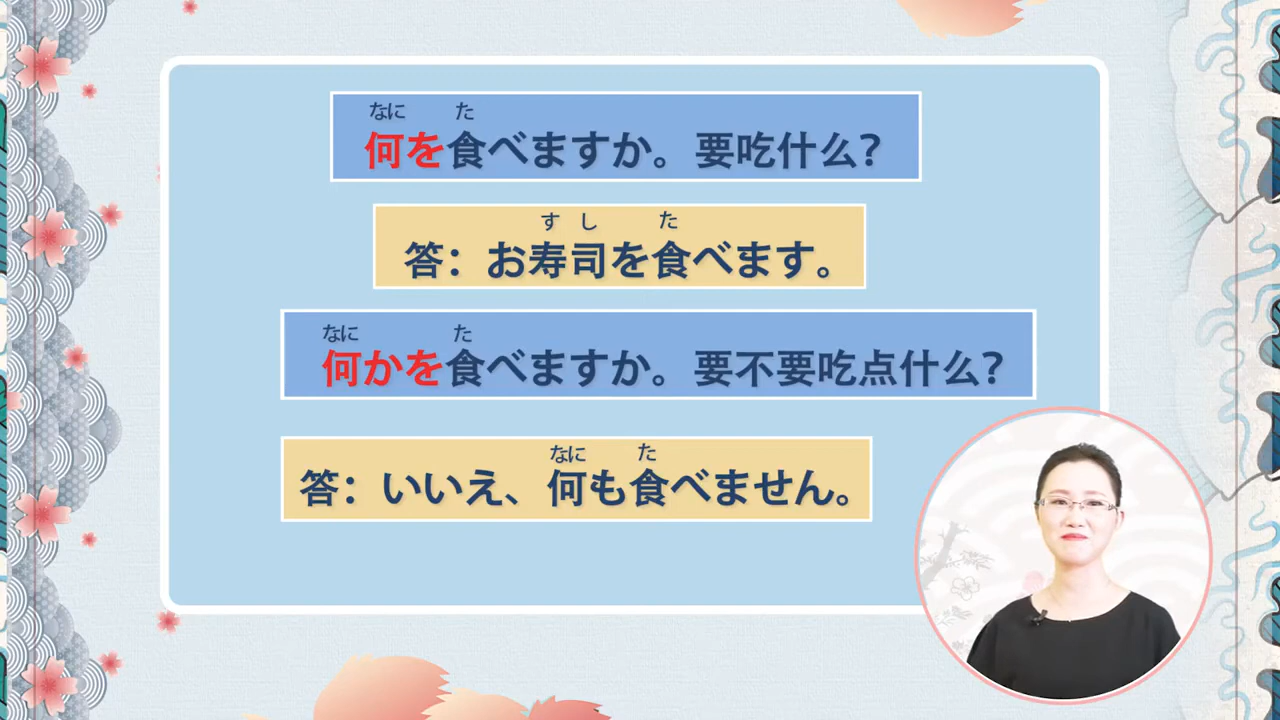 なに た
何を食べますか。要吃什么？
す し た
答：お寿司を食べます。
なに た
何かを食べますか。要不要吃点什么？
なに た
答：いいえ、何も食べません。